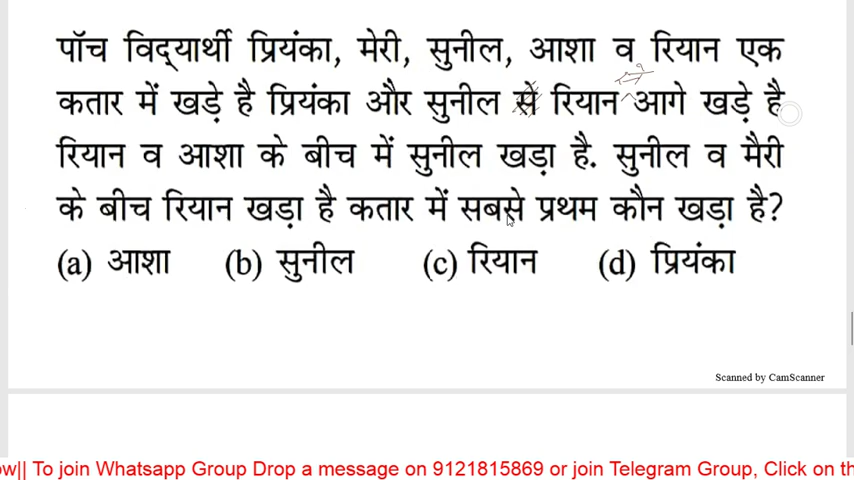 पाॅच विद्यार्थी प्रियंका, मेरी, सुनील, आशा व रियान एक
से
कतार में खड़े है प्रियंका और सुनील से रियान आगे खड़े है
रियान व आशा के बीच में सुनील खड़ा है. सुनील व मैरी
के बीच रियान खड़ा है कतार में सबसे प्रथम कौन खड़ा है?
(a) आशा (b) सुनील (c) रियान (d) प्रियंका
Scanned by CamScanner
ow|| To join Whatsapp Group Drop a message on 9121815869 or join Telegram Group, Click on th